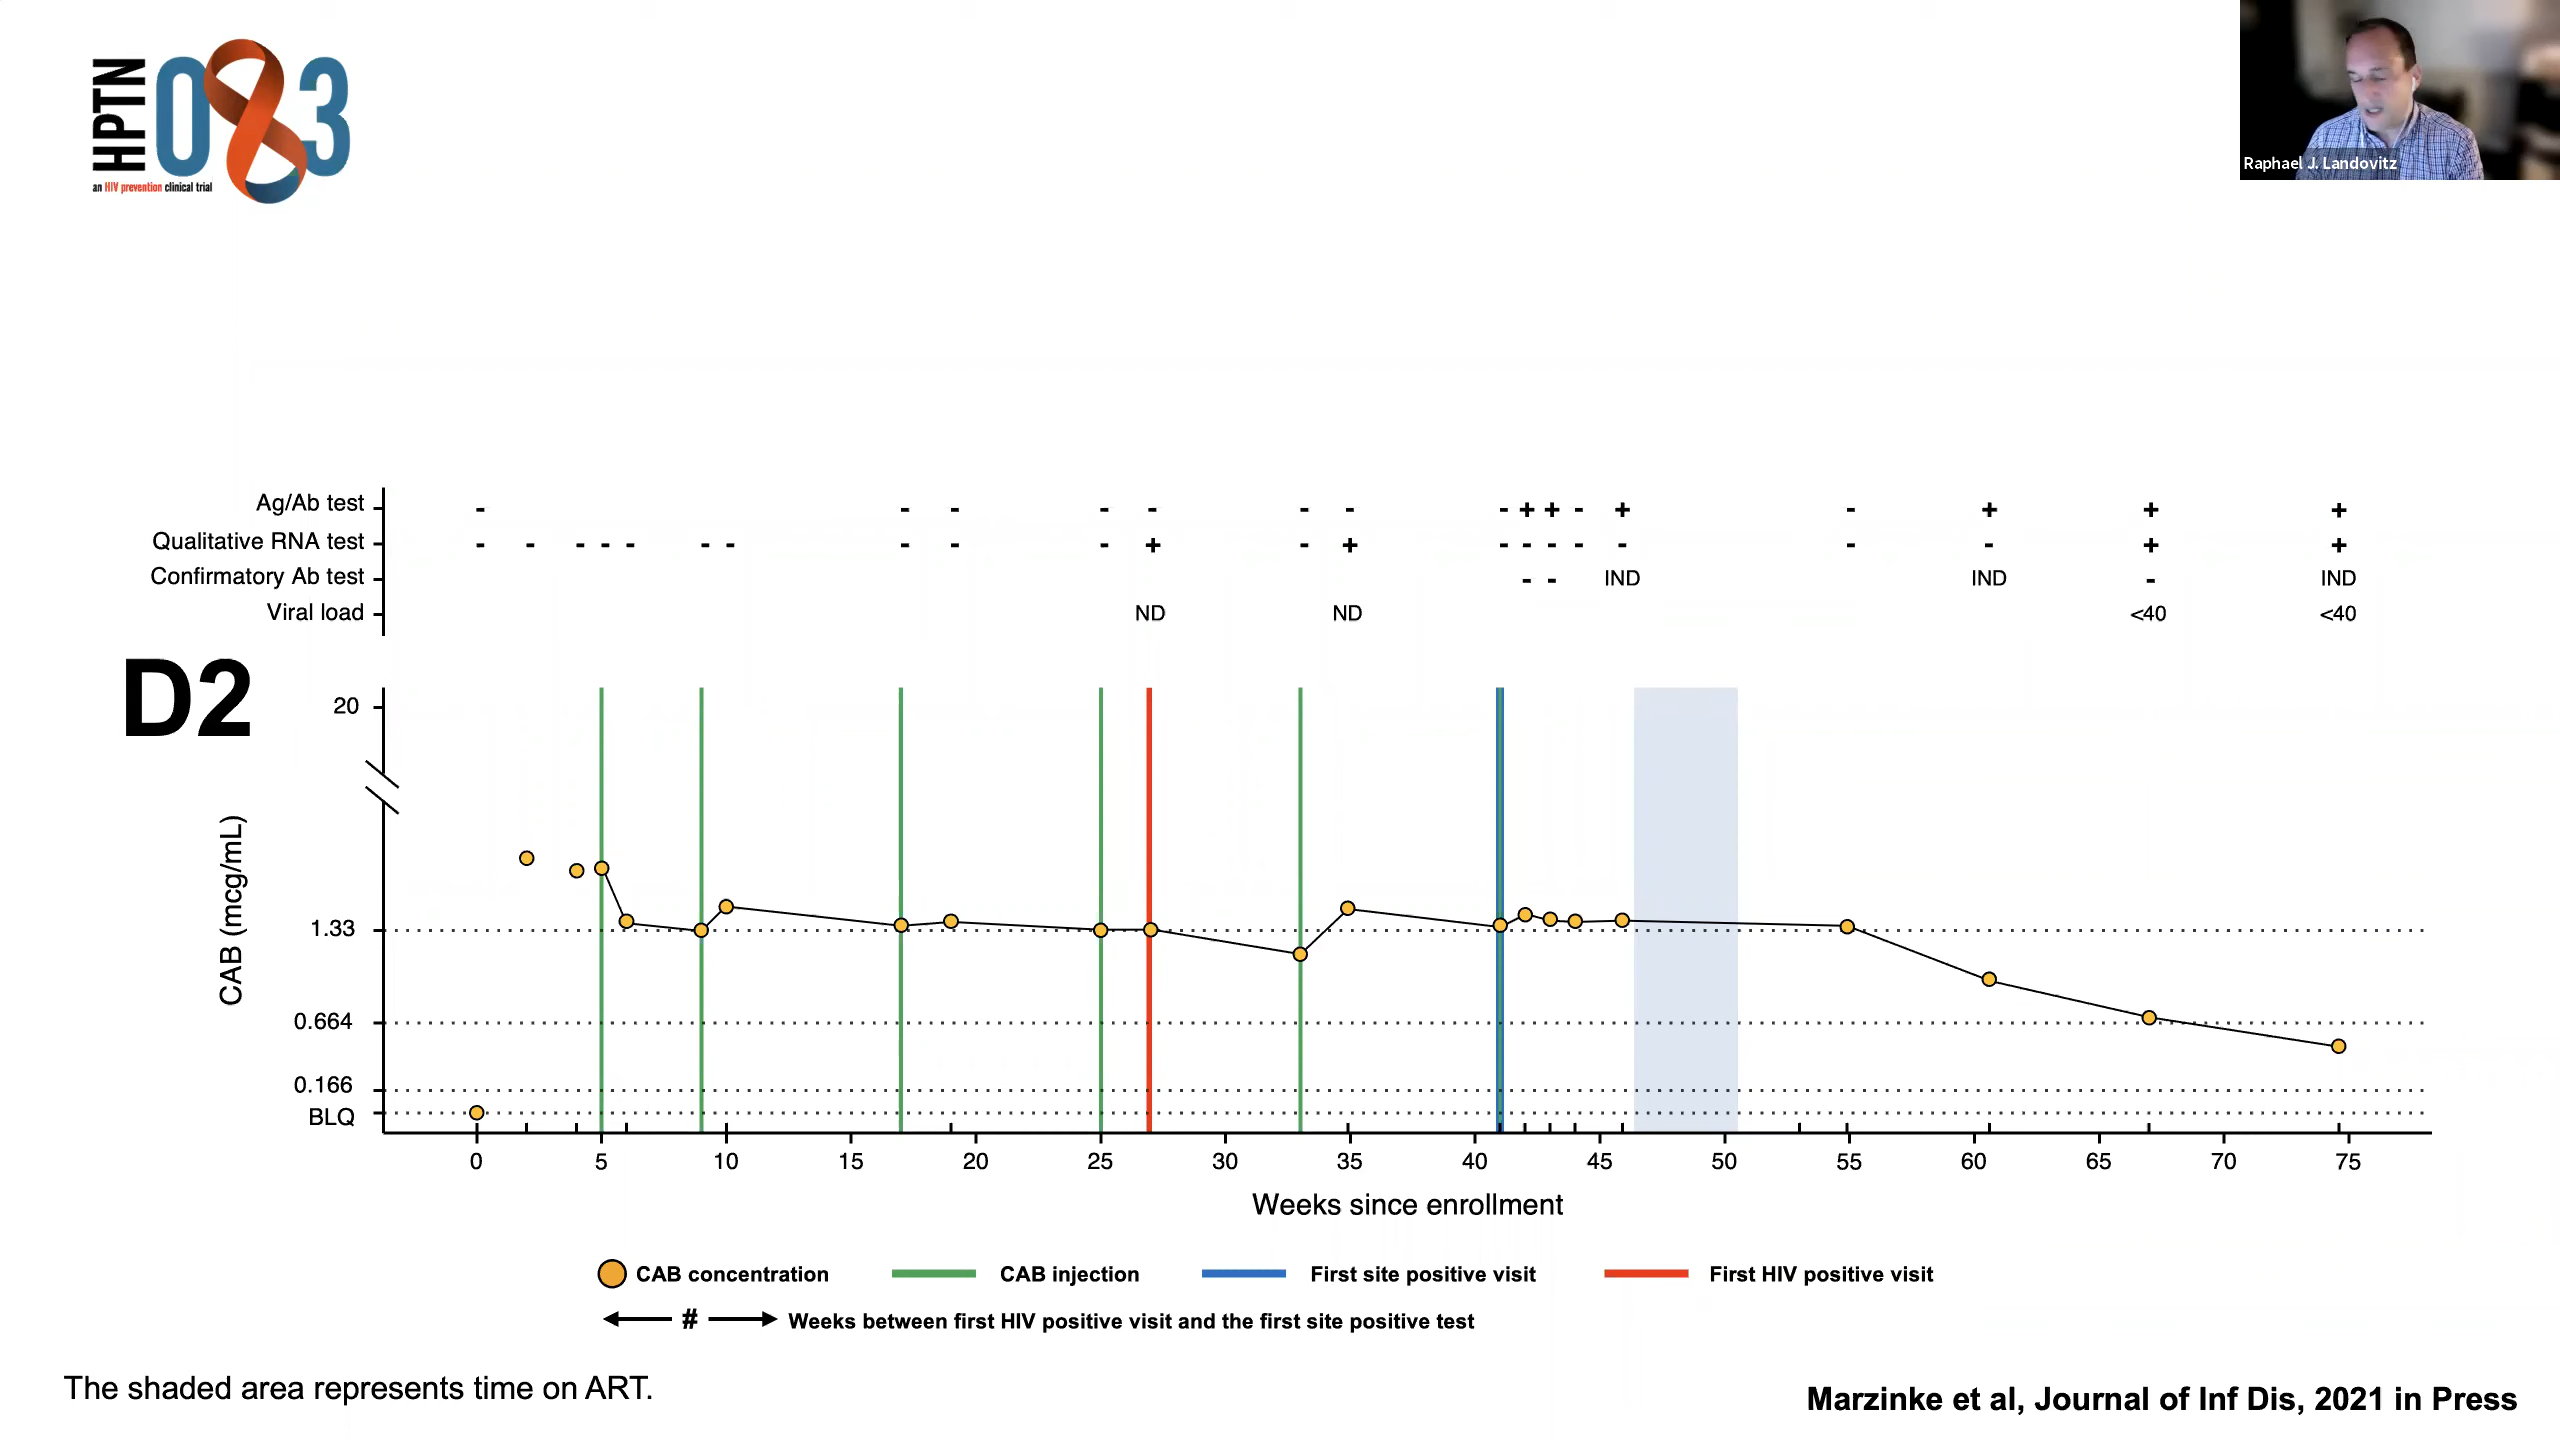 HPTN 083
an HIV prevention clinical trial
Raphael J. Landovitz
Ag/Ab test - - - - - - - - + + - + - + + +
Qualitative RNA test - - - - - - - - - - + - + - - - - - - - + +
Confirmatory Ab test - - IND IND - IND
Viral load ND ND <40 <40
D2
20
CAB (mcg/mL)
1.33
0.664
0.166
BLQ
0 5 10 15 20 25 30 35 40 45 50 55 60 65 70 75
Weeks since enrollment
CAB concentration CAB injection First site positive visit First HIV positive visit
# Weeks between first HIV positive visit and the first site positive test
The shaded area represents time on ART.
Marzinke et al, Journal of Inf Dis, 2021 in Press